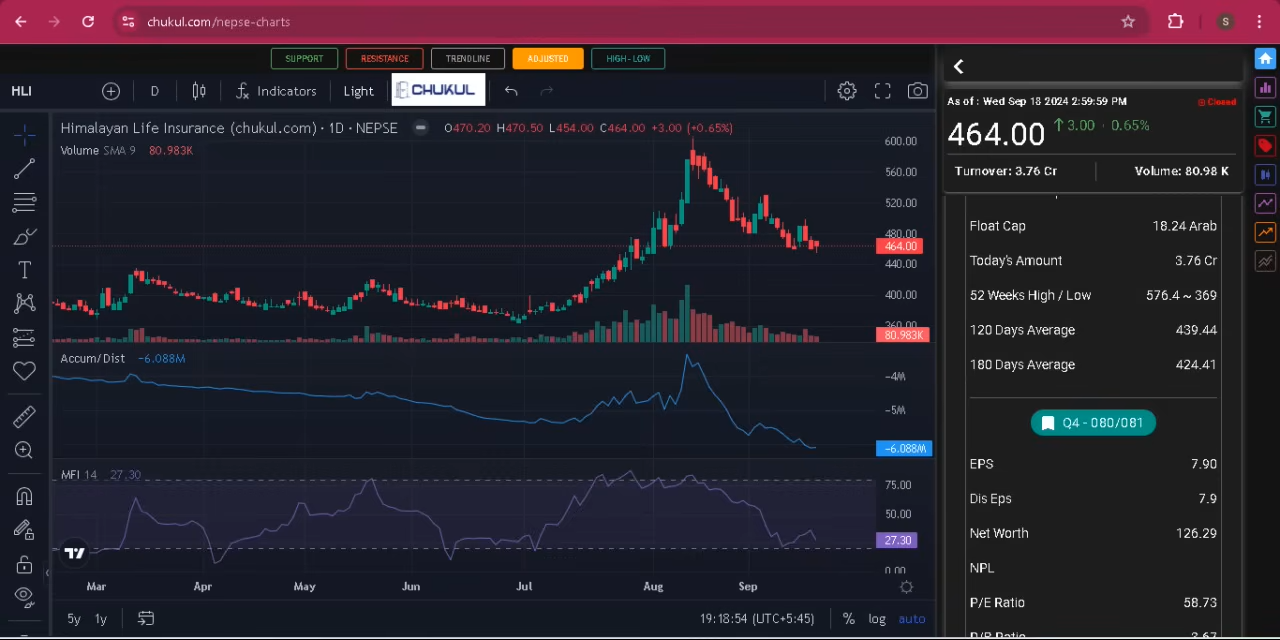 chukul.com/nepse-charts
S
SUPPORT RESISTANCE TRENDLINE ADJUSTED HIGH-LOW
HLI D Indicators Light CHUKUL
Himalayan Life Insurance (chukul.com) · 1D · NEPSE O470.20 H470.50 L454.00 C464.00 +3.00 (+0.65%)
Volume SMA 9 80.983K
600.00
560.00
520.00
480.00
464.00
440.00
400.00
360.00
80.983K
Accum/Dist −6.088M
−4M
−5M
−6.088M
MFI 14 27.30
75.00
50.00
27.30
0.00
Mar Apr May Jun Jul Aug Sep
5y 1y 19:18:54 (UTC+5:45) % log auto
As of : Wed Sep 18 2024 2:59:59 PM Closed
464.00 ↑3.00 · 0.65%
Turnover: 3.76 Cr Volume: 80.98 K
Float Cap 18.24 Arab
Today's Amount 3.76 Cr
52 Weeks High / Low 576.4 ~ 369
120 Days Average 439.44
180 Days Average 424.41
Q4 - 080/081
EPS 7.90
Dis Eps 7.9
Net Worth 126.29
NPL
P/E Ratio 58.73
P/B Ratio 3.67